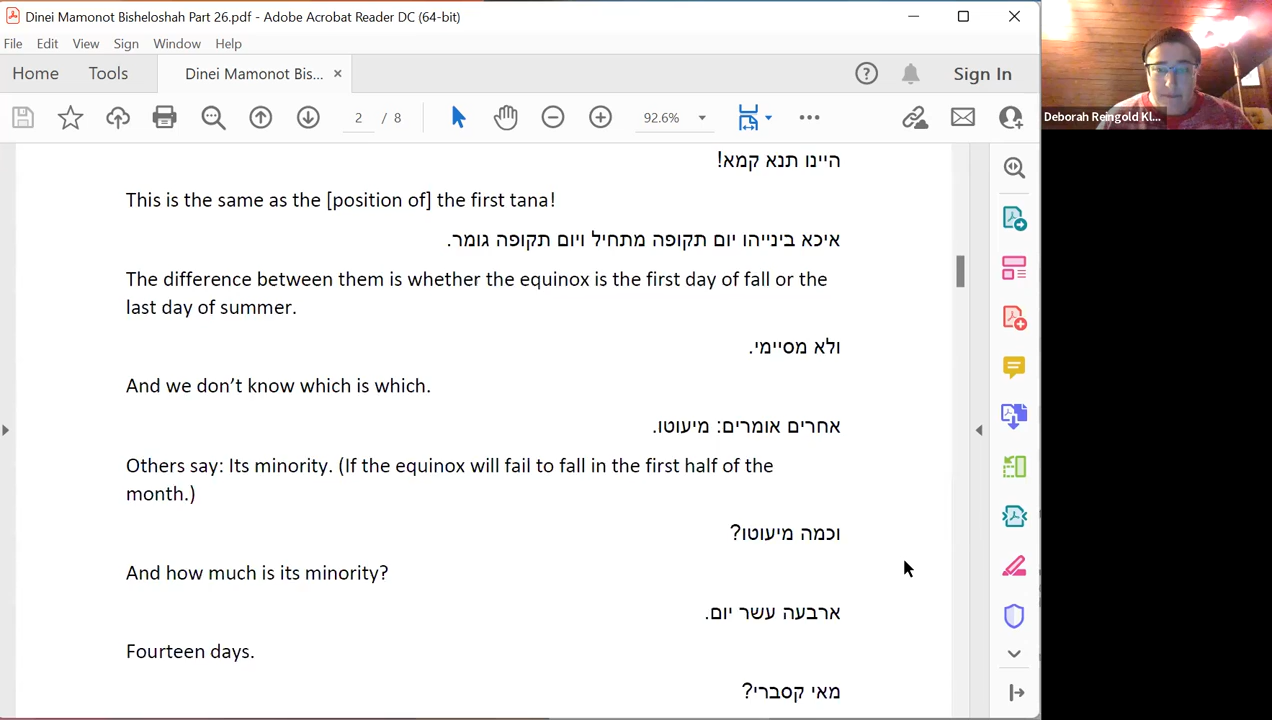 Dinei Mamonot Bisheloshah Part 26.pdf - Adobe Acrobat Reader DC (64-bit)
File Edit View Sign Window Help
Home Tools Dinei Mamonot Bis... × Sign In
2 / 8 92.6%
Deborah Reingold Kl...
היינו תנא קמא!
This is the same as the [position of] the first tana!
איכא בינייהו יום תקופה מתחיל ויום תקופה גומר.
The difference between them is whether the equinox is the first day of fall or the
last day of summer.
ולא מסיימי.
And we don’t know which is which.
אחרים אומרים: מיעוטו.
Others say: Its minority. (If the equinox will fail to fall in the first half of the
month.)
וכמה מיעוטו?
And how much is its minority?
ארבעה עשר יום.
Fourteen days.
מאי קסברי?